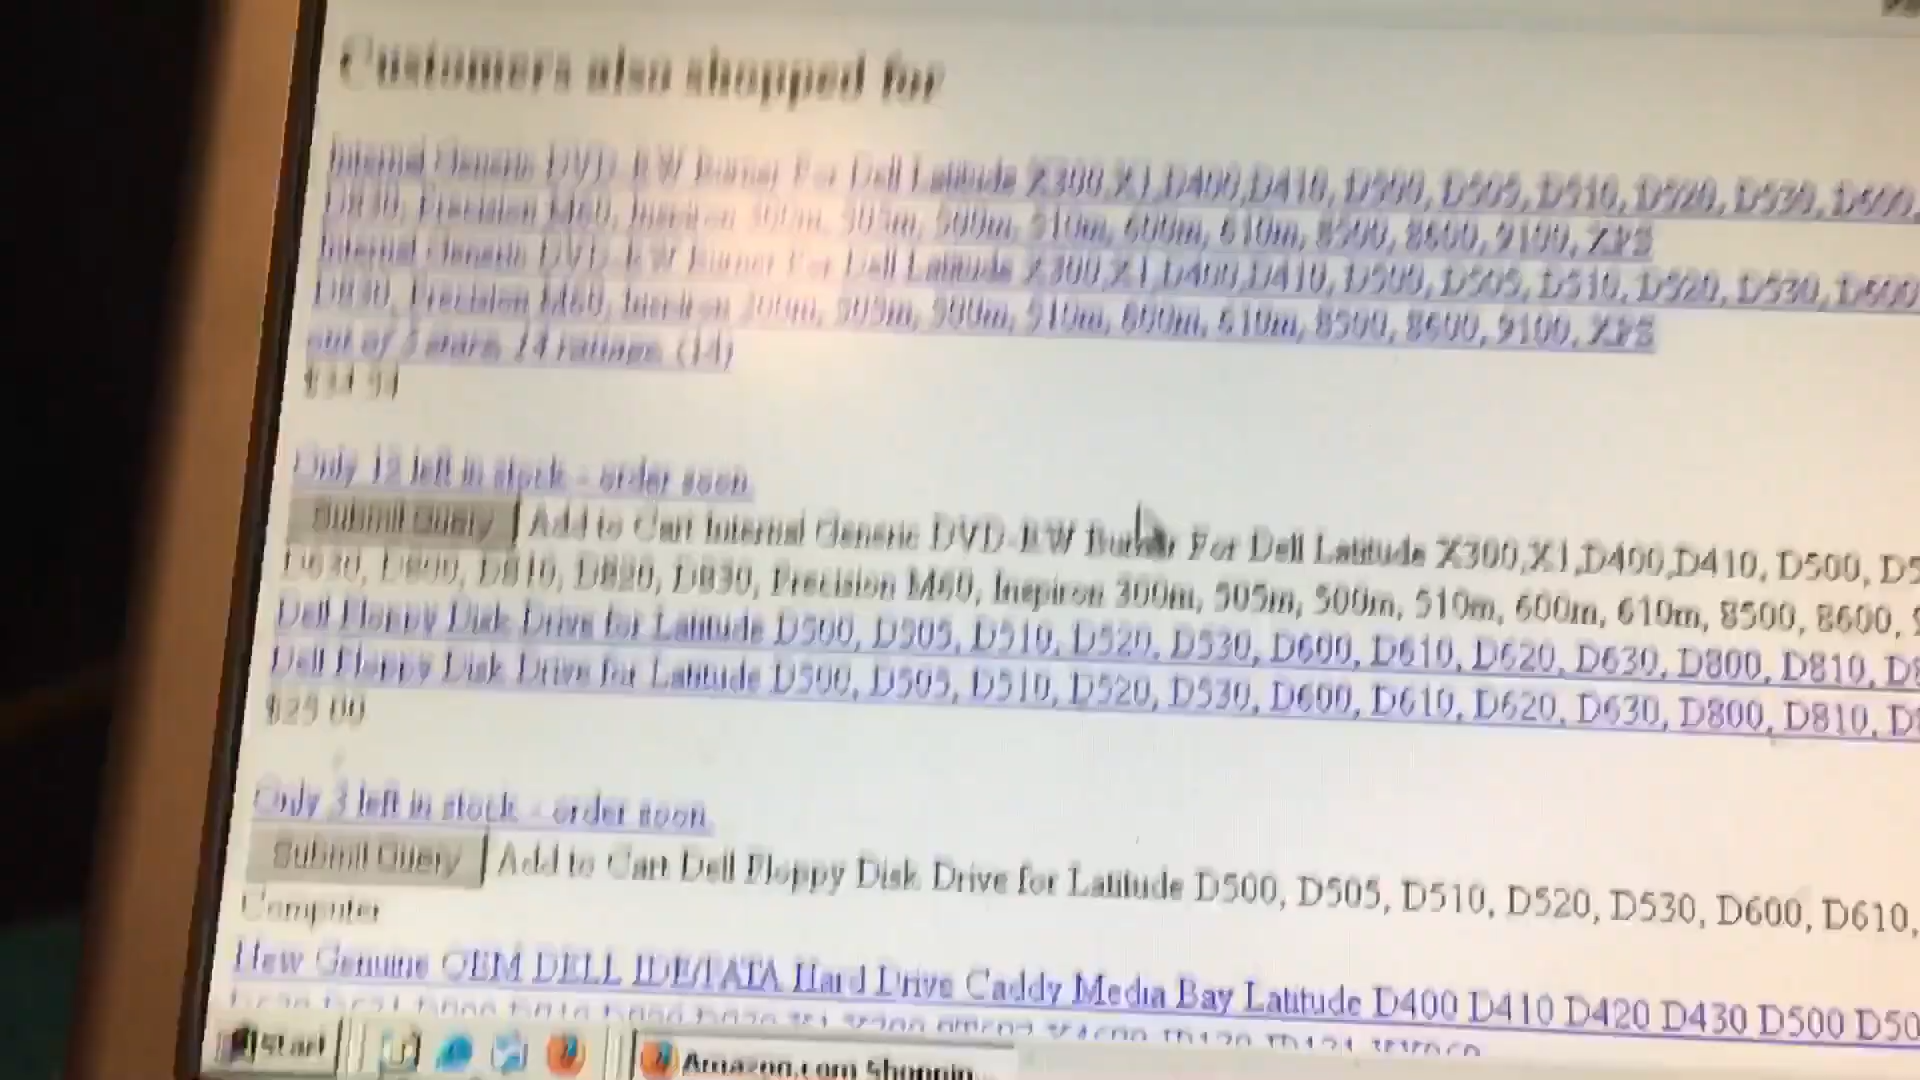 Customers also shopped for
Internal Generic DVD-RW Burner For Dell Latitude X300,X1,D400,D410, D500, D505, D510, D520, D530, D600,
D830, Precision M60, Inspiron 300m, 505m, 500m, 510m, 600m, 610m, 8500, 8600, 9100, XPS
Internal Generic DVD-RW Burner For Dell Latitude X300,X1,D400,D410, D500, D505, D510, D520, D530, D600
D830, Precision M60, Inspiron 300m, 505m, 500m, 510m, 600m, 610m, 8500, 8600, 9100, XPS
out of 5 stars 14 ratings (14)
Only 12 left in stock - order soon.
Submit Query Add to Cart Internal Generic DVD-RW Burner For Dell Latitude X300,X1,D400,D410, D500,
D630, D800, D810, D820, D830, Precision M60, Inspiron 300m, 505m, 500m, 510m, 600m, 610m, 8500, 8600,
Dell Floppy Disk Drive for Latitude D500, D505, D510, D520, D530, D600, D610, D620, D630, D800, D810,
Dell Floppy Disk Drive for Latitude D500, D505, D510, D520, D530, D600, D610, D620, D630, D800, D810,
$25.00
Only 3 left in stock - order soon.
Submit Query Add to Cart Dell Floppy Disk Drive for Latitude D500, D505, D510, D520, D530, D600, D610,
Computer
New Genuine OEM DELL IDE/PATA Hard Drive Caddy Media Bay Latitude D400 D410 D420 D430 D500
Start
Amazon.com Shoppin...